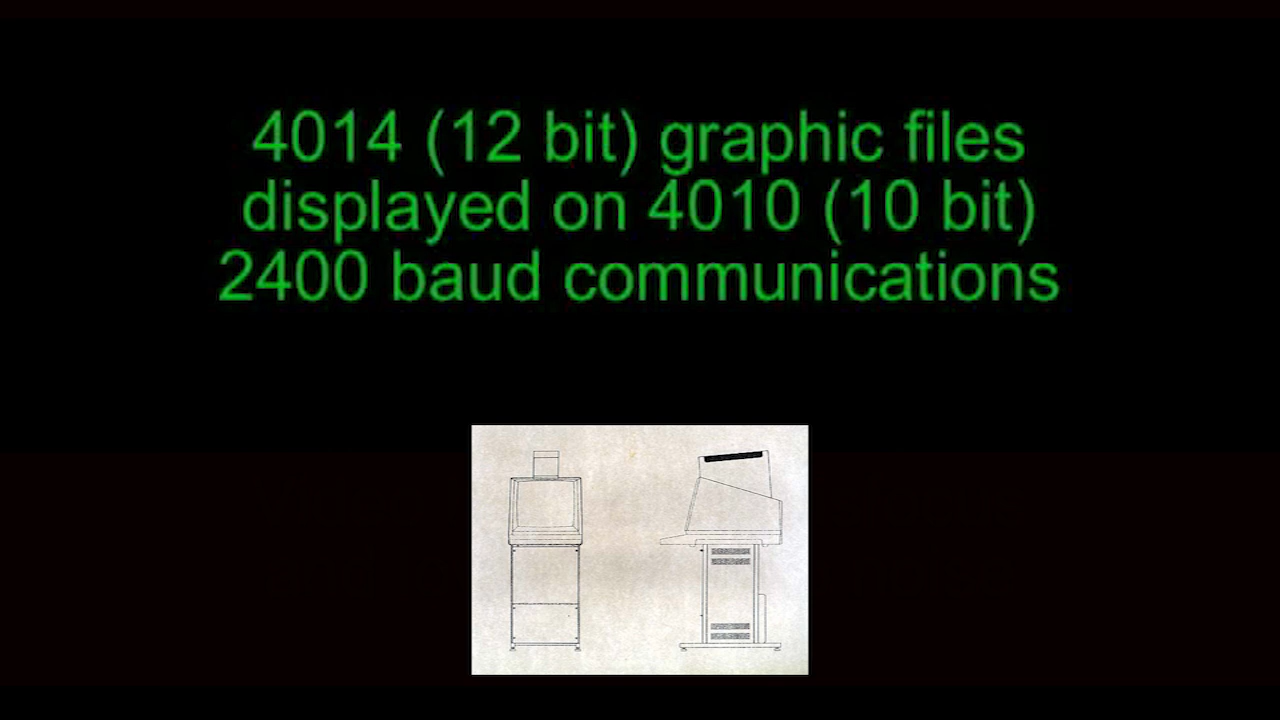 4014 (12 bit) graphic files
displayed on 4010 (10 bit)
2400 baud communications